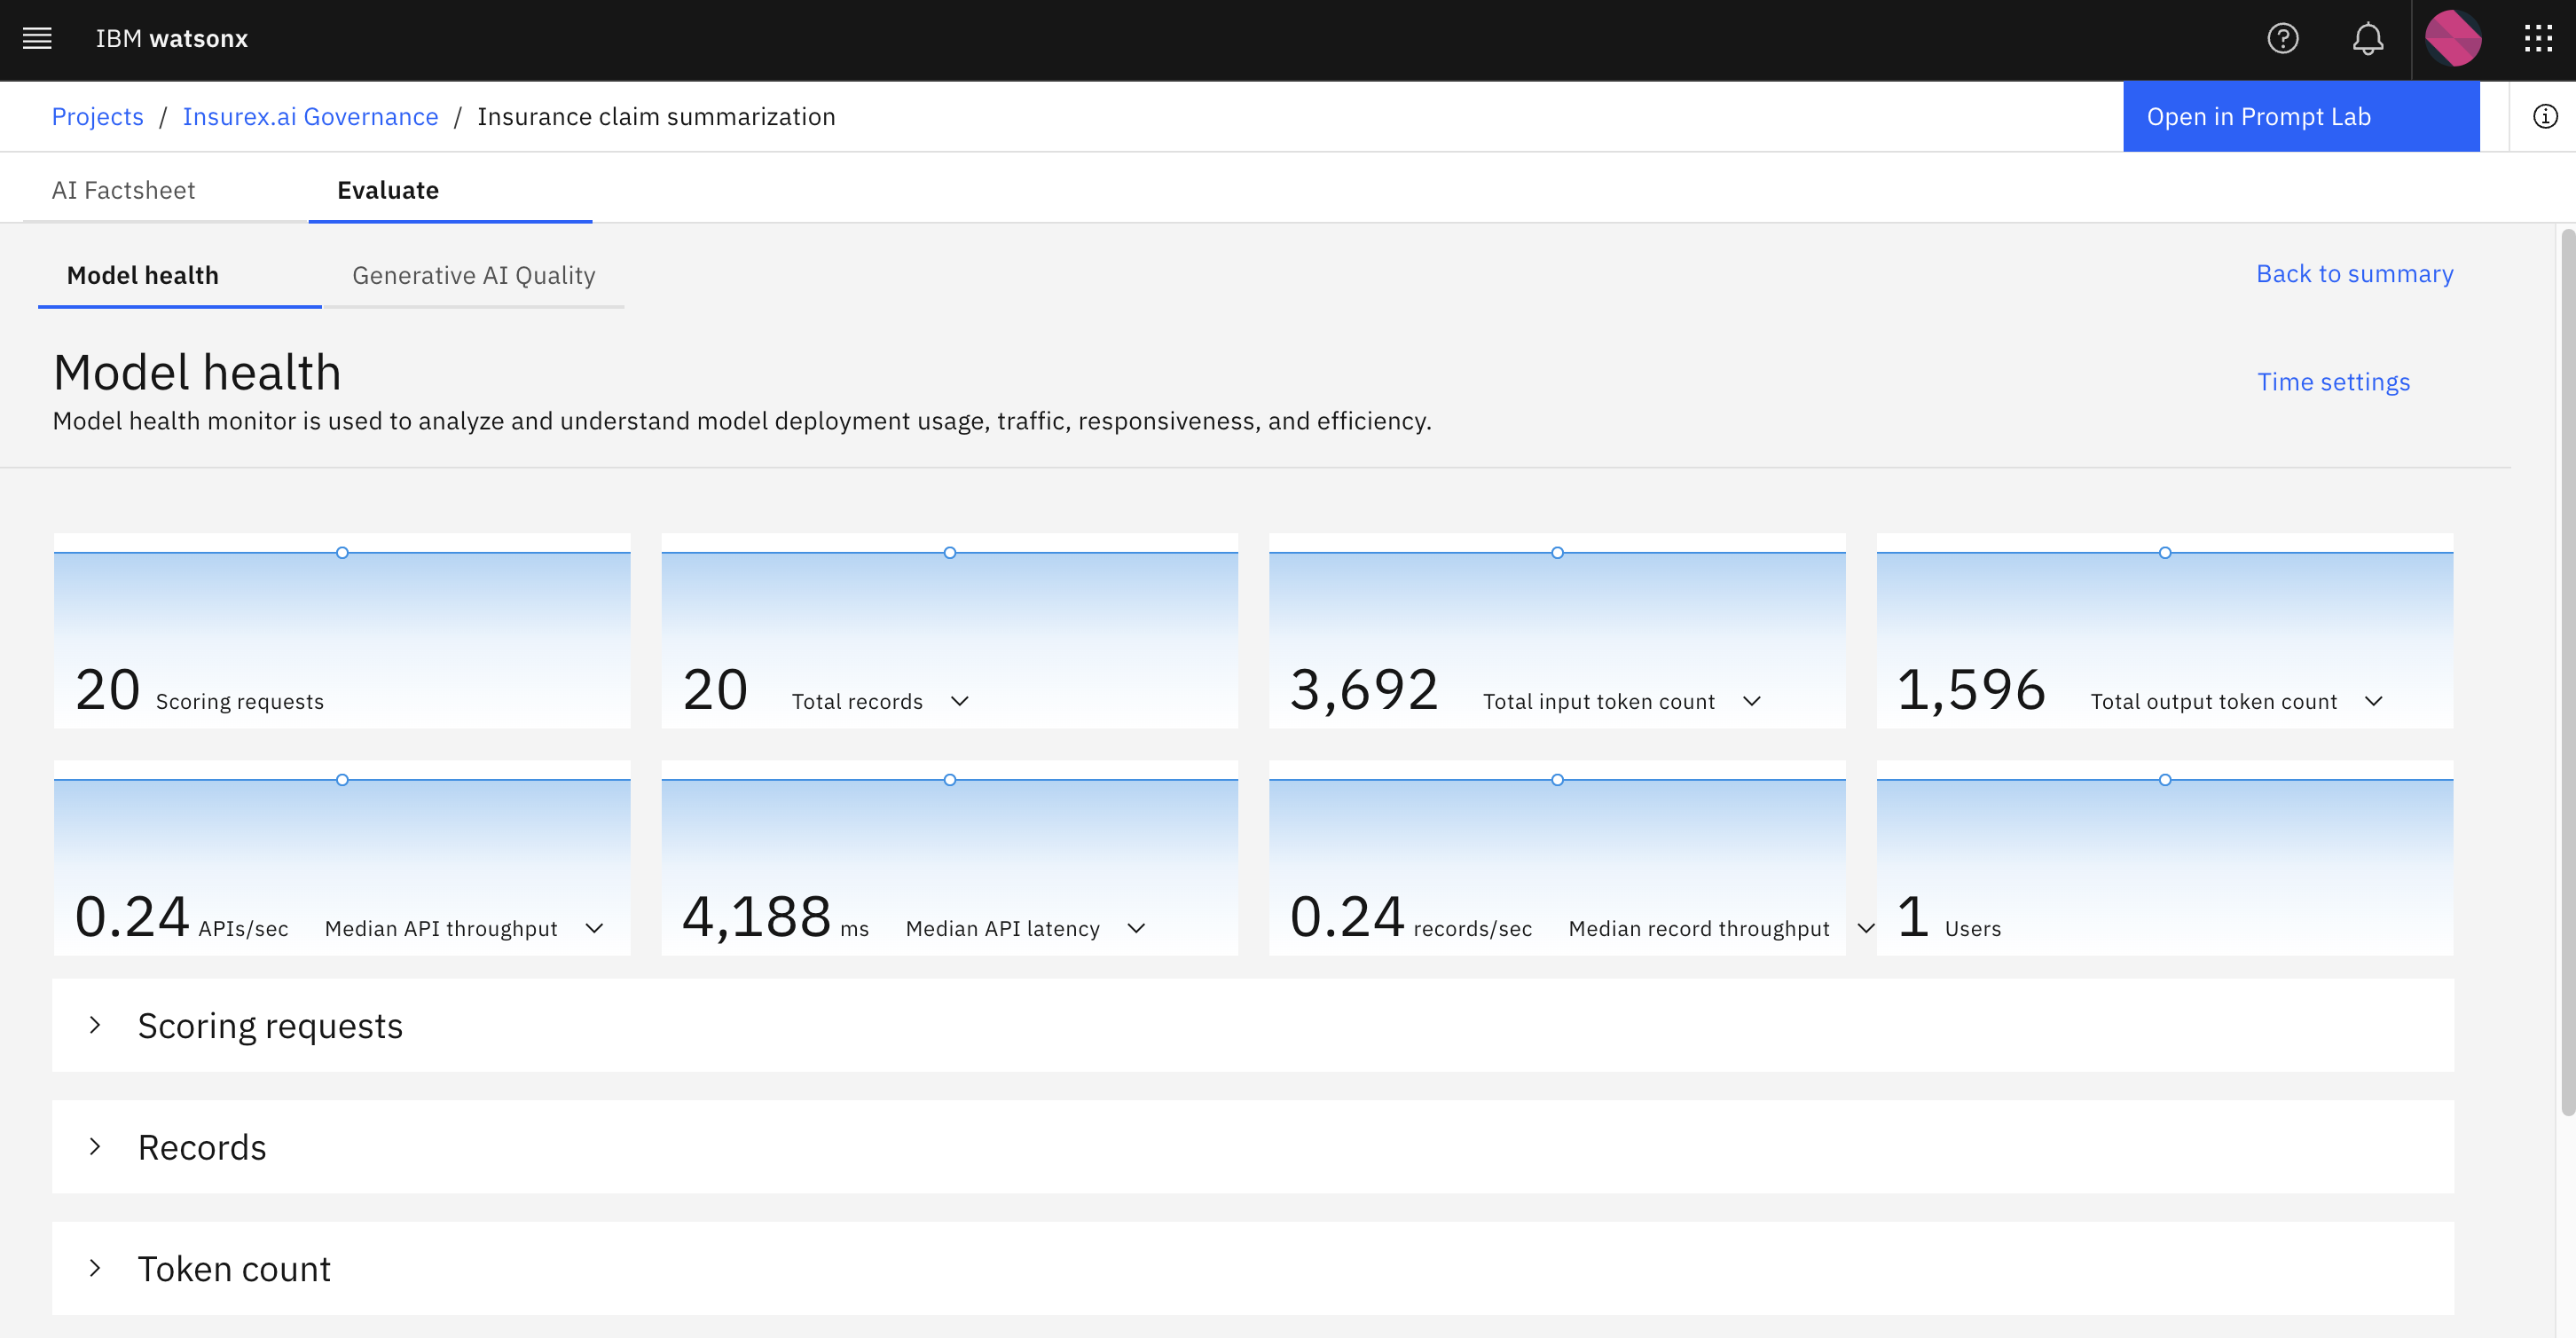 IBM watsonx
Projects / Insurex.ai Governance / Insurance claim summarization
Open in Prompt Lab
AI Factsheet
Evaluate
Model health
Generative AI Quality
Back to summary
Model health
Time settings
Model health monitor is used to analyze and understand model deployment usage, traffic, responsiveness, and efficiency.
20 Scoring requests
20 Total records
3,692 Total input token count
1,596 Total output token count
0.24 APIs/sec Median API throughput
4,188 ms Median API latency
0.24 records/sec Median record throughput
1 Users
Scoring requests
Records
Token count